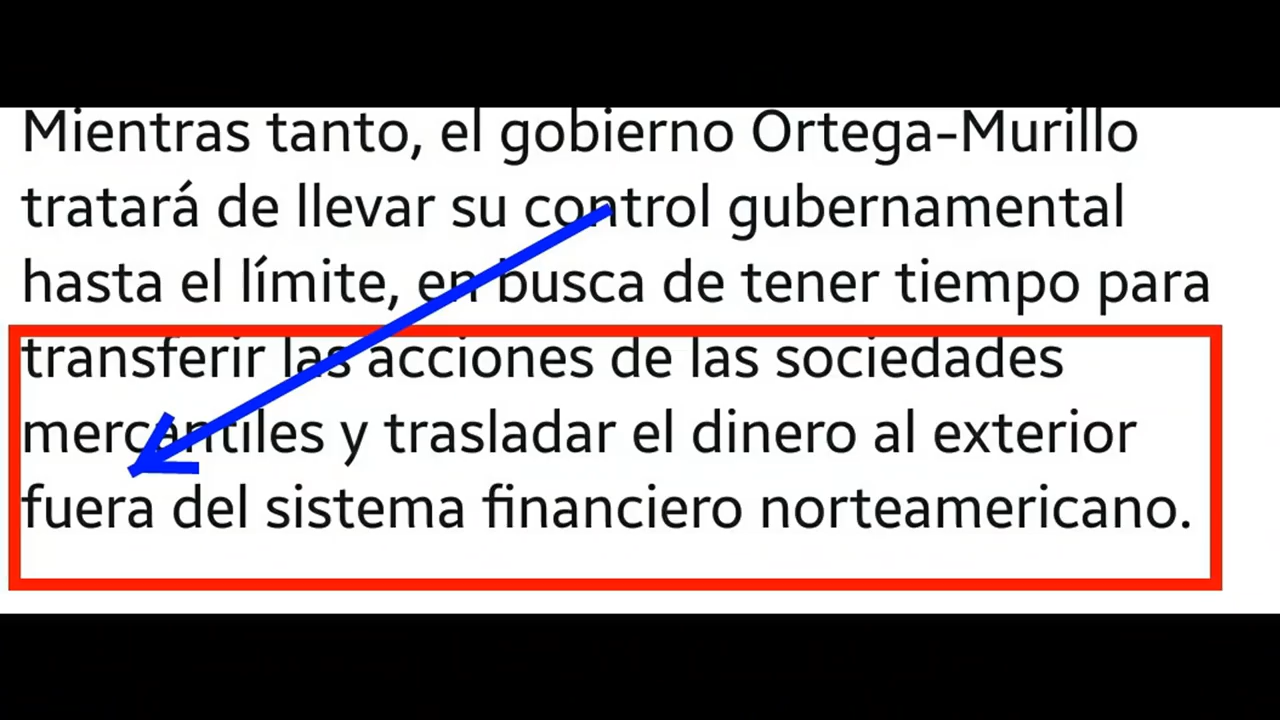 Mientras tanto, el gobierno Ortega-Murillo
tratará de llevar su control gubernamental
hasta el límite, en busca de tener tiempo para
transferir las acciones de las sociedades
mercantiles y trasladar el dinero al exterior
fuera del sistema financiero norteamericano.